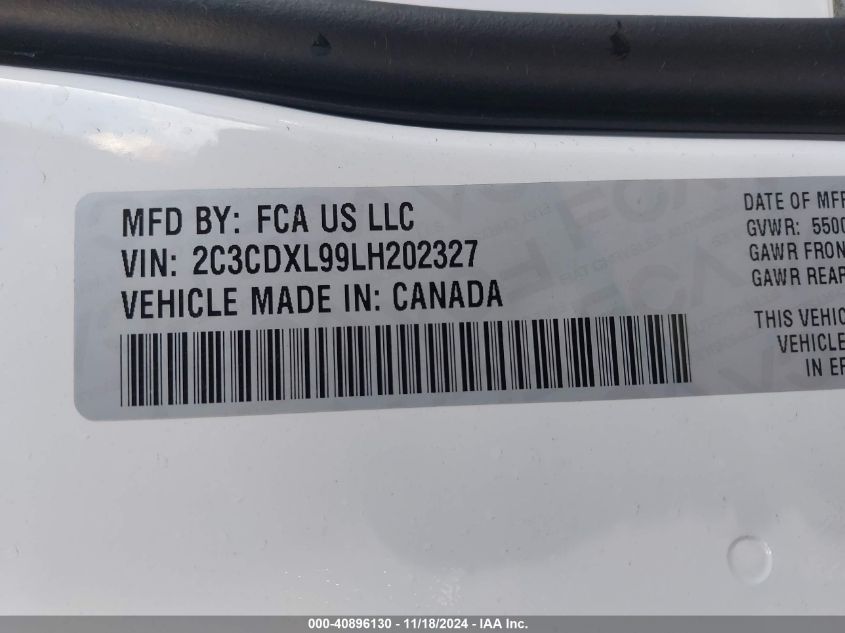 MFD BY: FCA US LLC
VIN: 2C3CDXL99LH202327
VEHICLE MADE IN: CANADA
DATE OF MFR
GVWR: 5500
GAWR FRON
GAWR REAR
THIS VEHIC
VEHICLE
IN EF
000-40896130 - 11/18/2024 - IAA Inc.